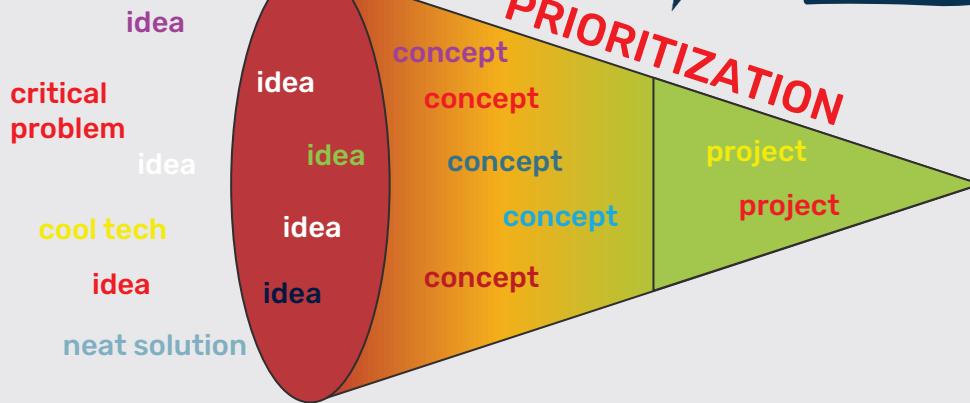 idea
critical
problem
idea
cool tech
idea
neat solution
idea
idea
idea
idea
concept
concept
concept
concept
concept
PRIORITIZATION
project
project